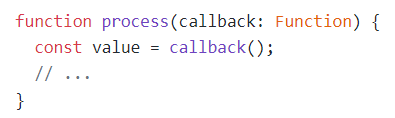 function process(callback: Function) {
  const value = callback();
  // ...
}